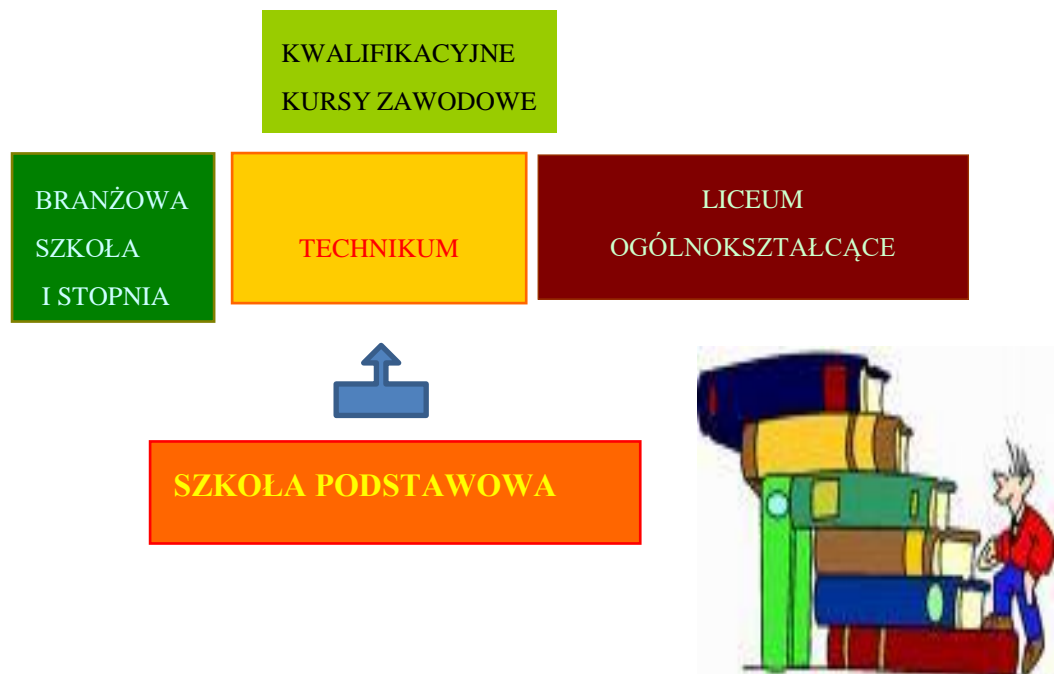 KWALIFIKACYJNE
KURSY ZAWODOWE
BRANŻOWA
SZKOŁA
I STOPNIA
TECHNIKUM
LICEUM
OGÓLNOKSZTAŁCĄCE
SZKOŁA PODSTAWOWA